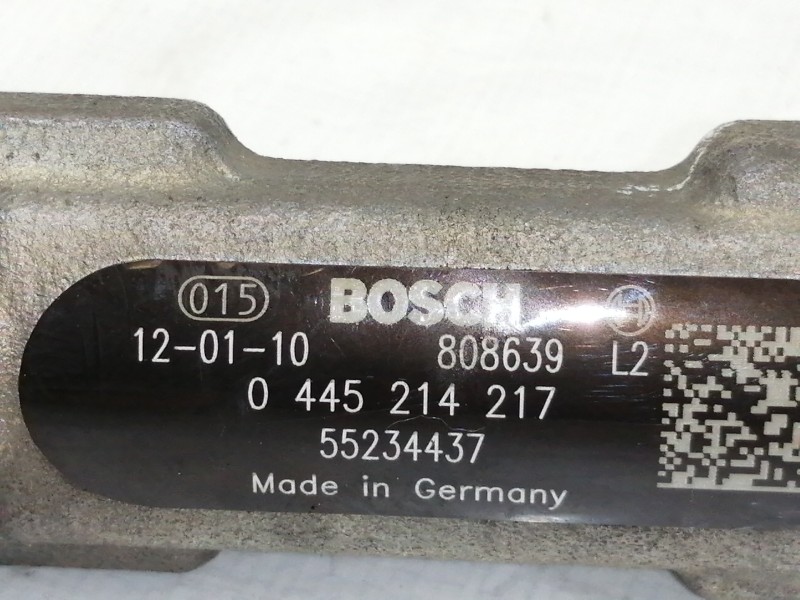 015 BOSCH
12-01-10 808639 L2
0 445 214 217
55234437
Made in Germany